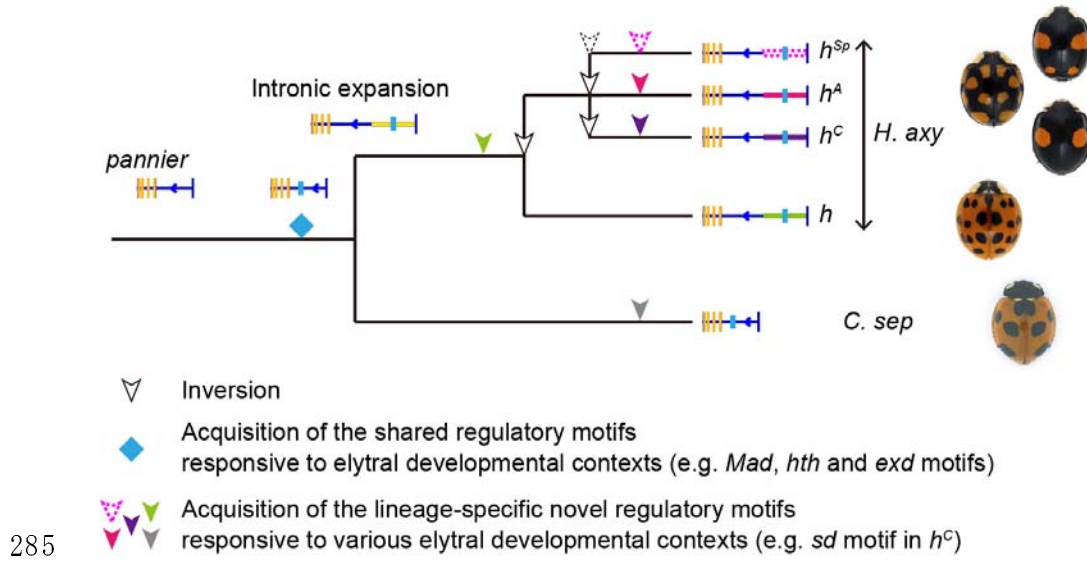 Intronic expansion
pannier
h^Sp
h^A
h^C
H. axy
h
C. sep
Inversion
Acquisition of the shared regulatory motifs
responsive to elytral developmental contexts (e.g. Mad, hth and exd motifs)
Acquisition of the lineage-specific novel regulatory motifs
responsive to various elytral developmental contexts (e.g. sd motif in h^C)
285